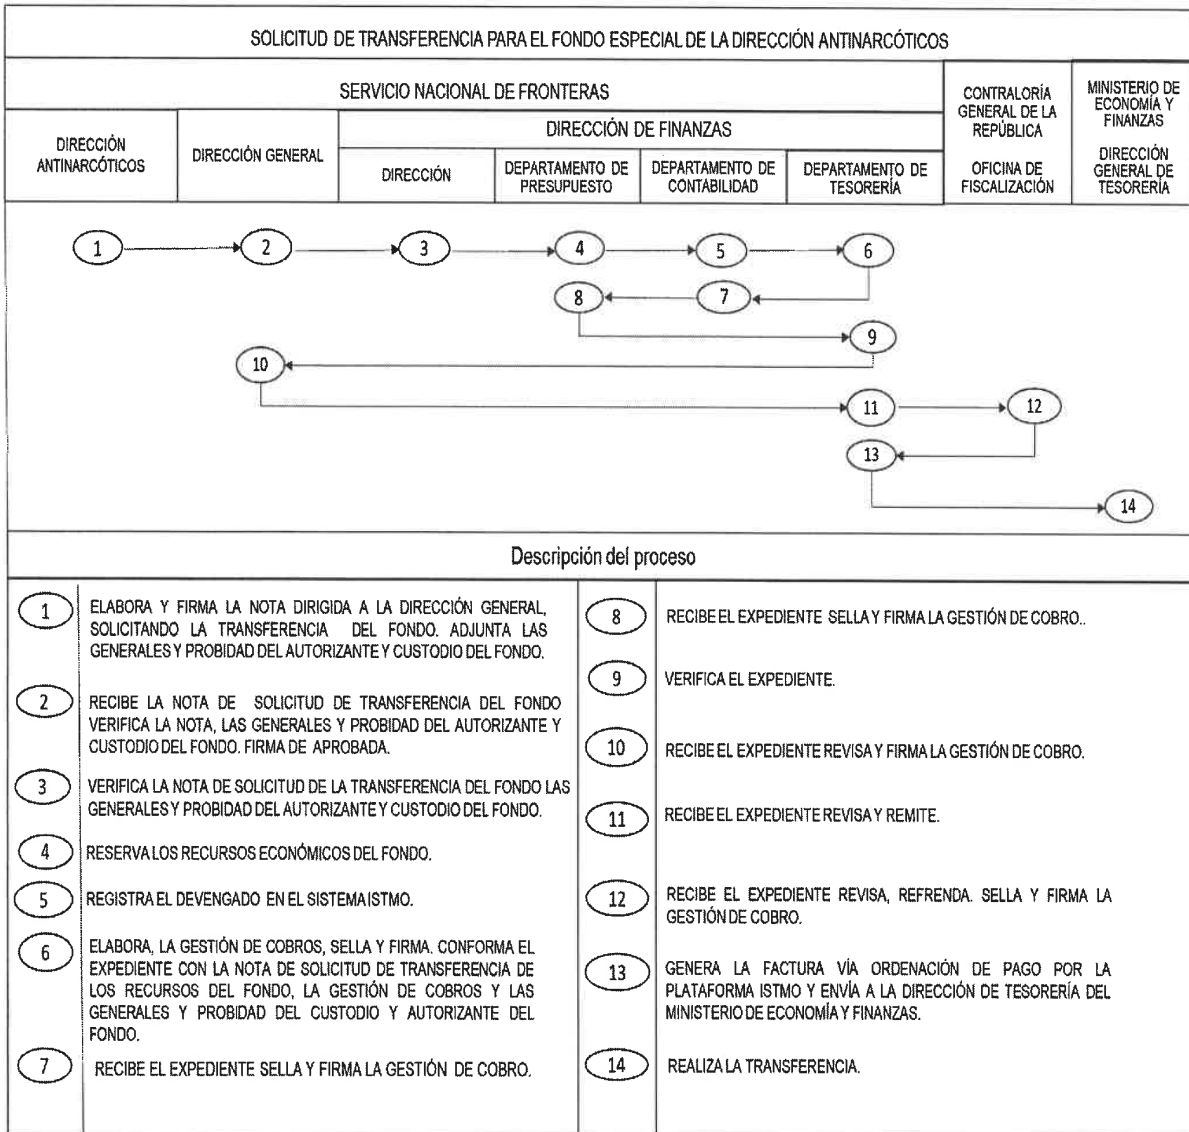 SOLICITUD DE TRANSFERENCIA PARA EL FONDO ESPECIAL DE LA DIRECCIÓN ANTINARCÓTICOS
SERVICIO NACIONAL DE FRONTERAS
CONTRALORÍA
GENERAL DE LA
REPÚBLICA
OFICINA DE
FISCALIZACIÓN
MINISTERIO DE
ECONOMÍA Y
FINANZAS
DIRECCIÓN
GENERAL DE
TESORERÍA
DIRECCIÓN
ANTINARCÓTICOS
DIRECCIÓN GENERAL
DIRECCIÓN DE FINANZAS
DIRECCIÓN
DEPARTAMENTO DE
PRESUPUESTO
DEPARTAMENTO DE
CONTABILIDAD
DEPARTAMENTO DE
TESORERÍA
1
2
3
4
5
6
8
7
9
10
11
12
13
14
Descripción del proceso
1
ELABORA Y FIRMA LA NOTA DIRIGIDA A LA DIRECCIÓN GENERAL,
SOLICITANDO LA TRANSFERENCIA DEL FONDO. ADJUNTA LAS
GENERALES Y PROBIDAD DEL AUTORIZANTE Y CUSTODIO DEL FONDO.
2
RECIBE LA NOTA DE SOLICITUD DE TRANSFERENCIA DEL FONDO
VERIFICA LA NOTA, LAS GENERALES Y PROBIDAD DEL AUTORIZANTE Y
CUSTODIO DEL FONDO. FIRMA DE APROBADA.
3
VERIFICA LA NOTA DE SOLICITUD DE LA TRANSFERENCIA DEL FONDO LAS
GENERALES Y PROBIDAD DEL AUTORIZANTE Y CUSTODIO DEL FONDO.
4
RESERVA LOS RECURSOS ECONÓMICOS DEL FONDO.
5
REGISTRA EL DEVENGADO EN EL SISTEMA ISTMO.
6
ELABORA, LA GESTIÓN DE COBROS, SELLA Y FIRMA. CONFORMA EL
EXPEDIENTE CON LA NOTA DE SOLICITUD DE TRANSFERENCIA DE
LOS RECURSOS DEL FONDO, LA GESTIÓN DE COBROS Y LAS
GENERALES Y PROBIDAD DEL CUSTODIO Y AUTORIZANTE DEL
FONDO.
7
RECIBE EL EXPEDIENTE SELLA Y FIRMA LA GESTIÓN DE COBRO.
8
RECIBE EL EXPEDIENTE SELLA Y FIRMA LA GESTIÓN DE COBRO..
9
VERIFICA EL EXPEDIENTE.
10
RECIBE EL EXPEDIENTE REVISA Y FIRMA LA GESTIÓN DE COBRO.
11
RECIBE EL EXPEDIENTE REVISA Y REMITE.
12
RECIBE EL EXPEDIENTE REVISA, REFRENDA. SELLA Y FIRMA LA
GESTIÓN DE COBRO.
13
GENERA LA FACTURA VÍA ORDENACIÓN DE PAGO POR LA
PLATAFORMA ISTMO Y ENVÍA A LA DIRECCIÓN DE TESORERÍA DEL
MINISTERIO DE ECONOMÍA Y FINANZAS.
14
REALIZA LA TRANSFERENCIA.